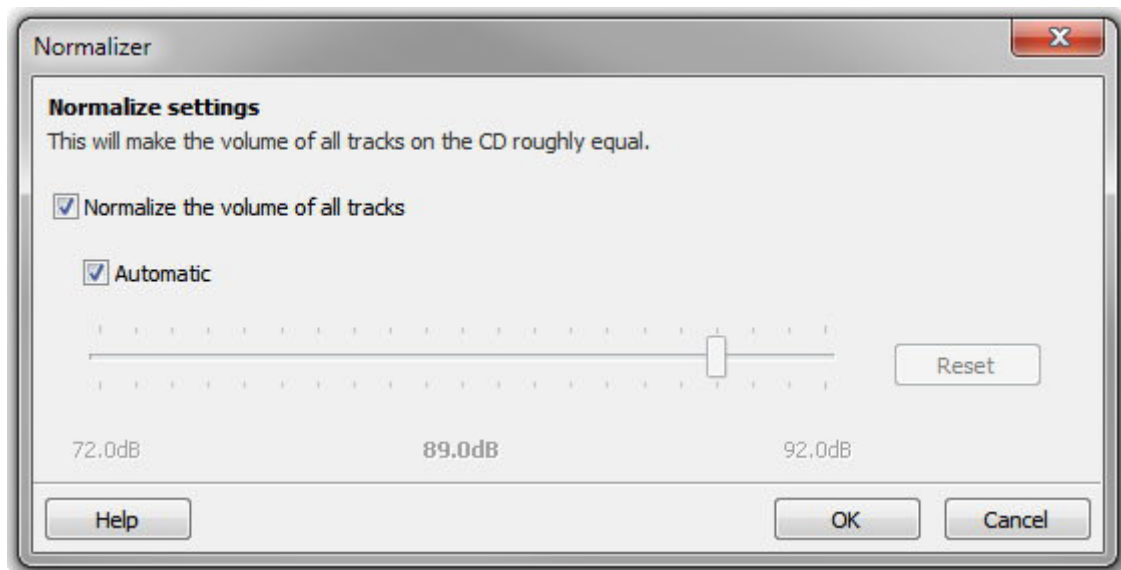 Normalizer
Normalize settings
This will make the volume of all tracks on the CD roughly equal.
Normalize the volume of all tracks
Automatic
Reset
72.0dB 89.0dB 92.0dB
Help OK Cancel